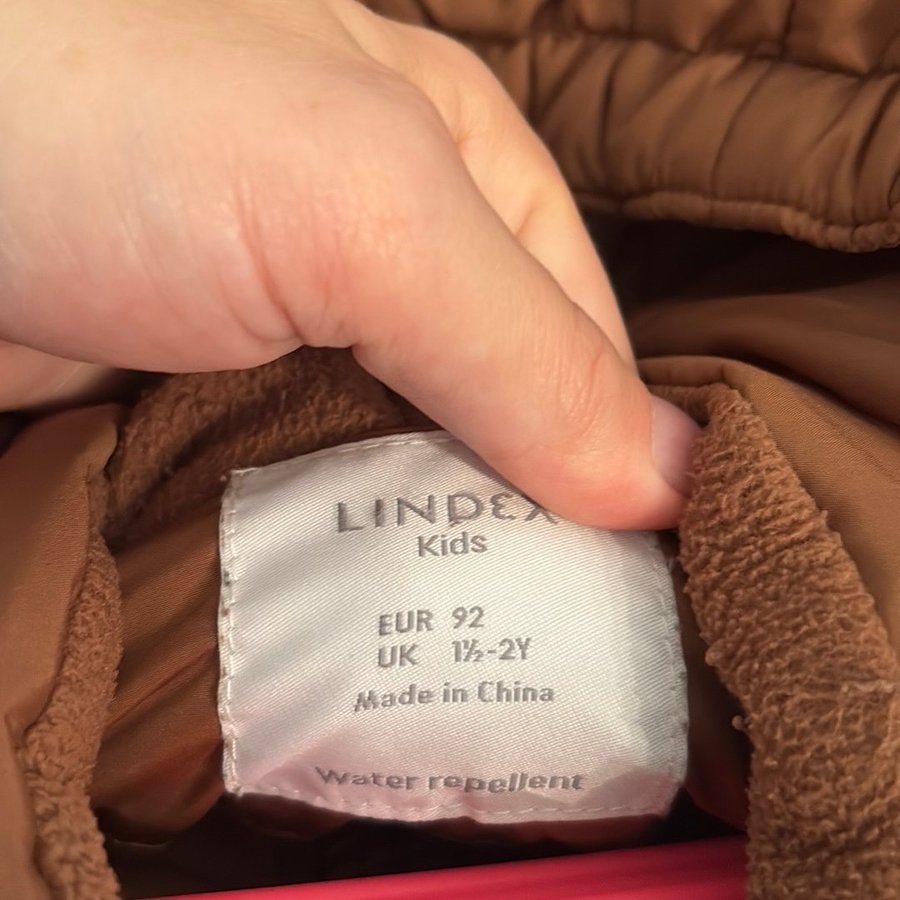 LINDEX
Kids
EUR 92
UK 1½-2Y
Made in China
Water repellent